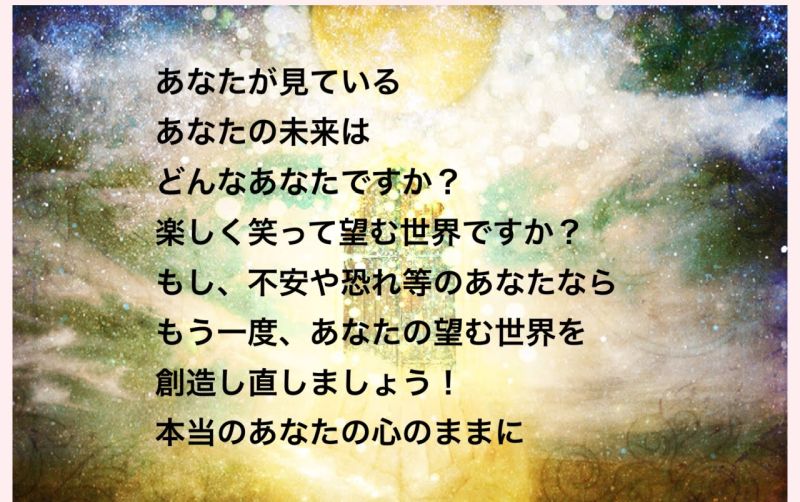 あなたが見ている
あなたの未来は
どんなあなたですか？
楽しく笑って望む世界ですか？
もし、不安や恐れ等のあなたなら
もう一度、あなたの望む世界を
創造し直しましょう！
本当のあなたの心のままに